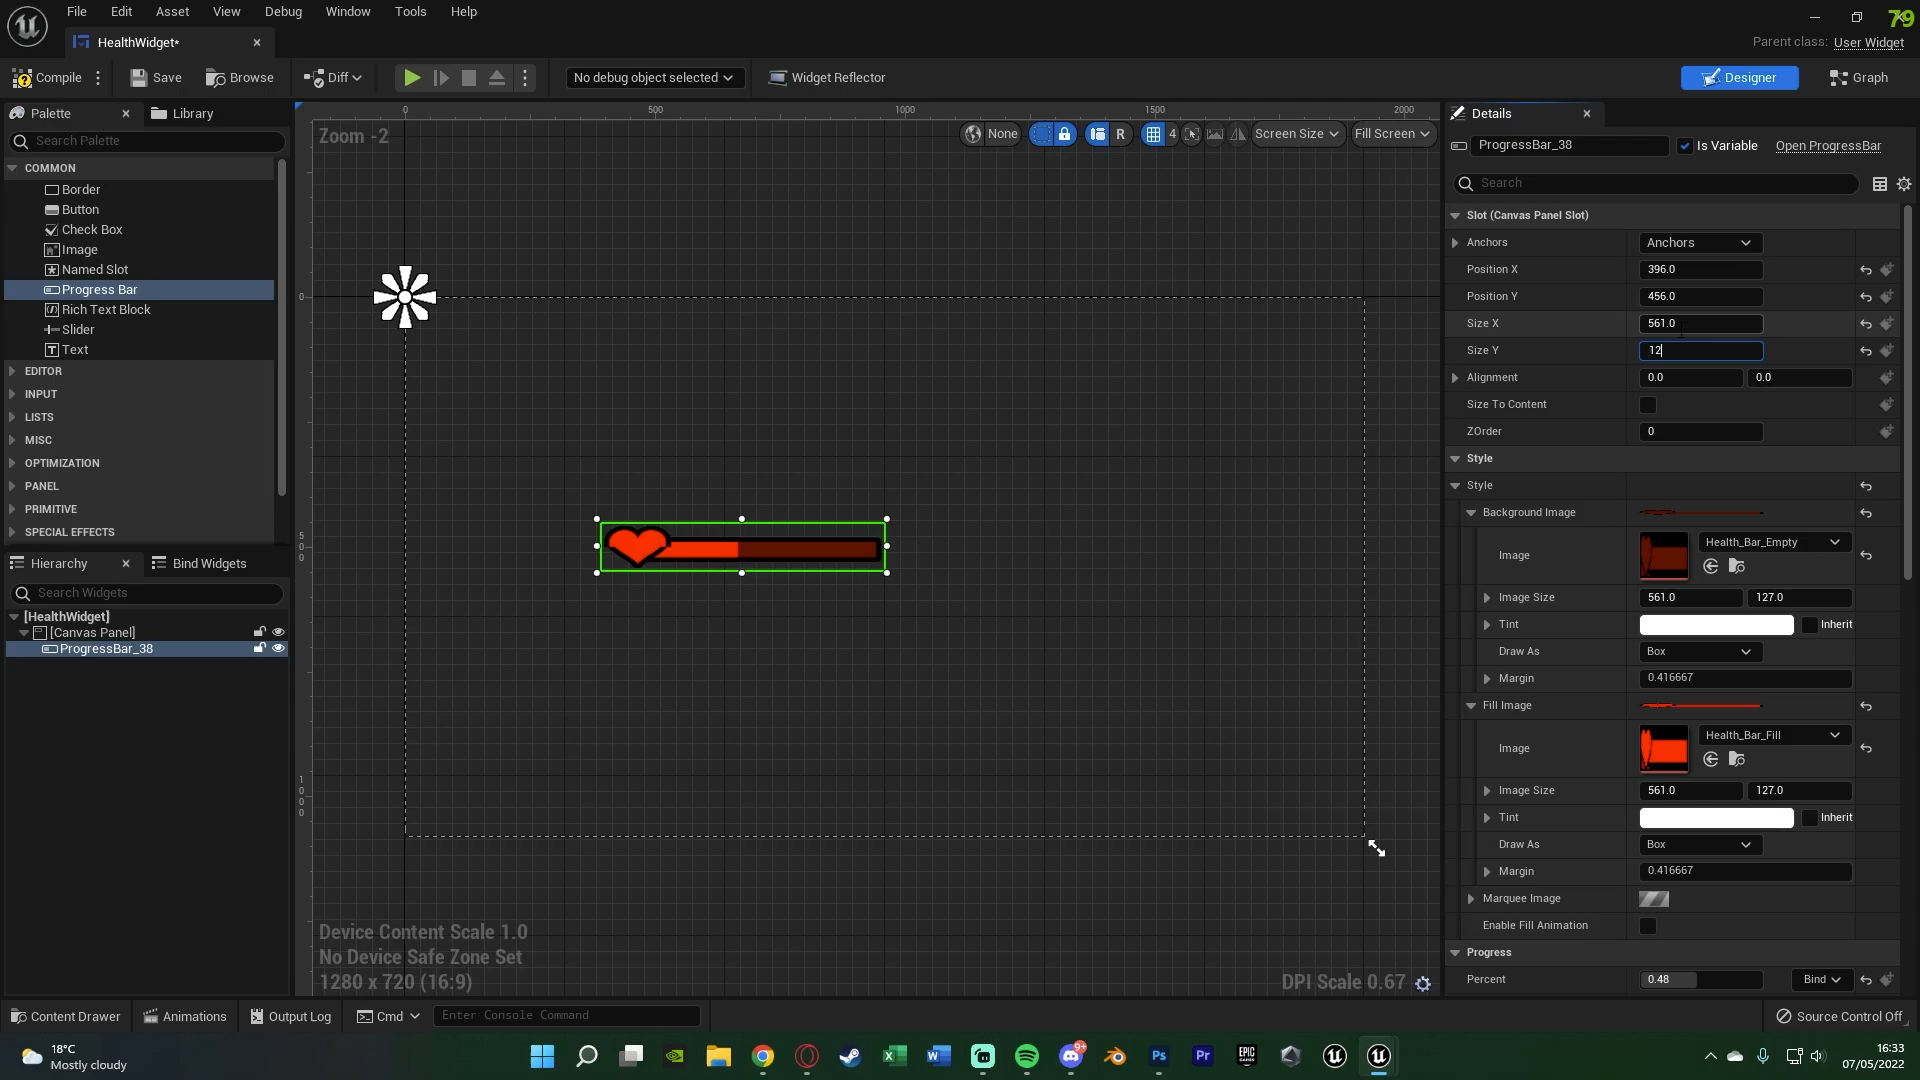 File Edit Asset View Debug Window Tools Help
79
HealthWidget*
Parent class: User Widget
Compile Save Browse Diff No debug object selected Widget Reflector Designer Graph
Palette Library
Search Palette
COMMON
Border
Button
Check Box
Image
Named Slot
Progress Bar
Rich Text Block
Slider
Text
EDITOR
INPUT
LISTS
MISC
OPTIMIZATION
PANEL
PRIMITIVE
SPECIAL EFFECTS
Hierarchy Bind Widgets
Search Widgets
[HealthWidget]
[Canvas Panel]
ProgressBar_38
0 500 1000 1500 2000
Zoom -2
None R 4 Screen Size Fill Screen
0
5
0
0
1
0
0
0
Device Content Scale 1.0
No Device Safe Zone Set
1280 x 720 (16:9)
DPI Scale 0.67
Details
ProgressBar_38 Is Variable Open ProgressBar
Search
Slot (Canvas Panel Slot)
Anchors Anchors
Position X 396.0
Position Y 456.0
Size X 561.0
Size Y 12
Alignment 0.0 0.0
Size To Content
ZOrder 0
Style
Style
Background Image
Image Health_Bar_Empty
Image Size 561.0 127.0
Tint Inherit
Draw As Box
Margin 0.416667
Fill Image
Image Health_Bar_Fill
Image Size 561.0 127.0
Tint Inherit
Draw As Box
Margin 0.416667
Marquee Image
Enable Fill Animation
Progress
Percent 0.48 Bind
Content Drawer Animations Output Log Cmd Enter Console Command Source Control Off
18°C
Mostly cloudy
9+
Ps Pr EPIC GAMES
16:33
07/05/2022